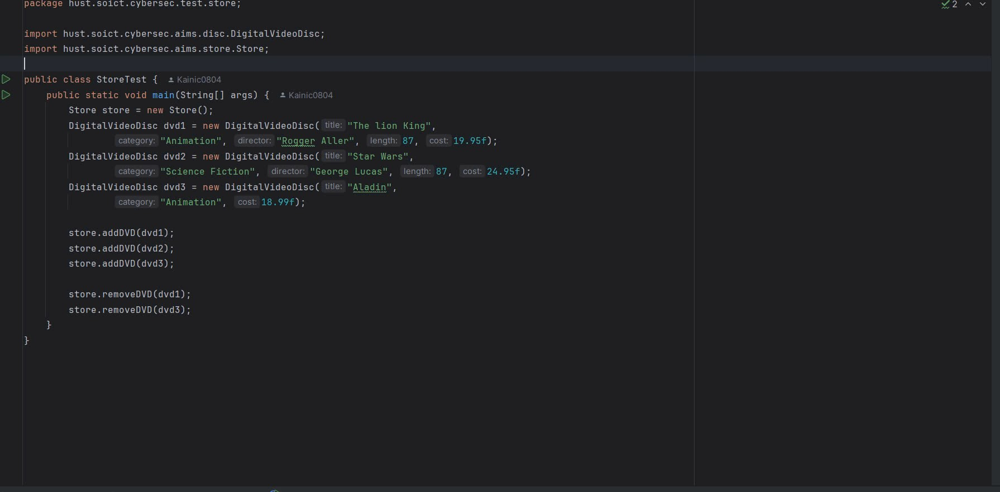 package hust.soict.cybersec.test.store;
2
import hust.soict.cybersec.aims.disc.DigitalVideoDisc;
import hust.soict.cybersec.aims.store.Store;
public class StoreTest { Kainic0804
public static void main(String[] args) { Kainic0804
Store store = new Store();
DigitalVideoDisc dvd1 = new DigitalVideoDisc( title: "The lion King",
category: "Animation", director: "Rogger Aller", length: 87, cost: 19.95f);
DigitalVideoDisc dvd2 = new DigitalVideoDisc( title: "Star Wars",
category: "Science Fiction", director: "George Lucas", length: 87, cost: 24.95f);
DigitalVideoDisc dvd3 = new DigitalVideoDisc( title: "Aladin",
category: "Animation", cost: 18.99f);
store.addDVD(dvd1);
store.addDVD(dvd2);
store.addDVD(dvd3);
store.removeDVD(dvd1);
store.removeDVD(dvd3);
}
}